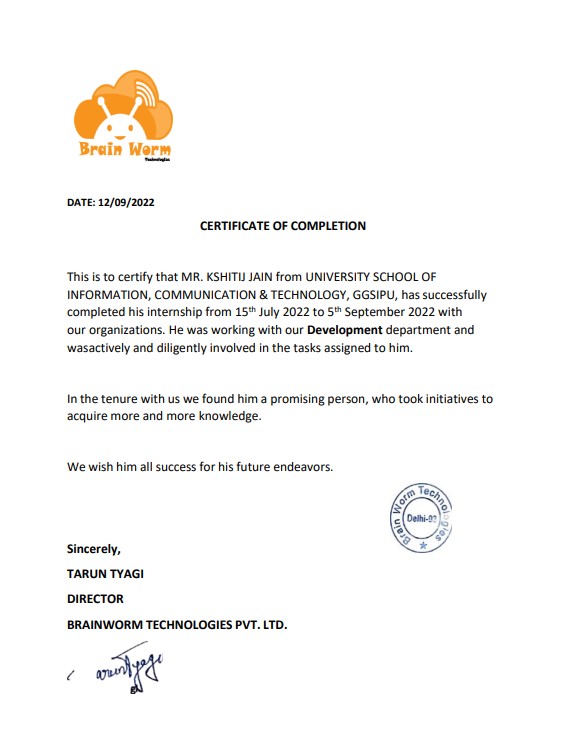 Brain Worm
Technologies
DATE: 12/09/2022
CERTIFICATE OF COMPLETION
This is to certify that MR. KSHITIJ JAIN from UNIVERSITY SCHOOL OF
INFORMATION, COMMUNICATION & TECHNOLOGY, GGSIPU, has successfully
completed his internship from 15th July 2022 to 5th September 2022 with
our organizations. He was working with our Development department and
wasactively and diligently involved in the tasks assigned to him.
In the tenure with us we found him a promising person, who took initiatives to
acquire more and more knowledge.
We wish him all success for his future endeavors.
Brain Worm Technologies
Delhi-92
Sincerely,
TARUN TYAGI
DIRECTOR
BRAINWORM TECHNOLOGIES PVT. LTD.